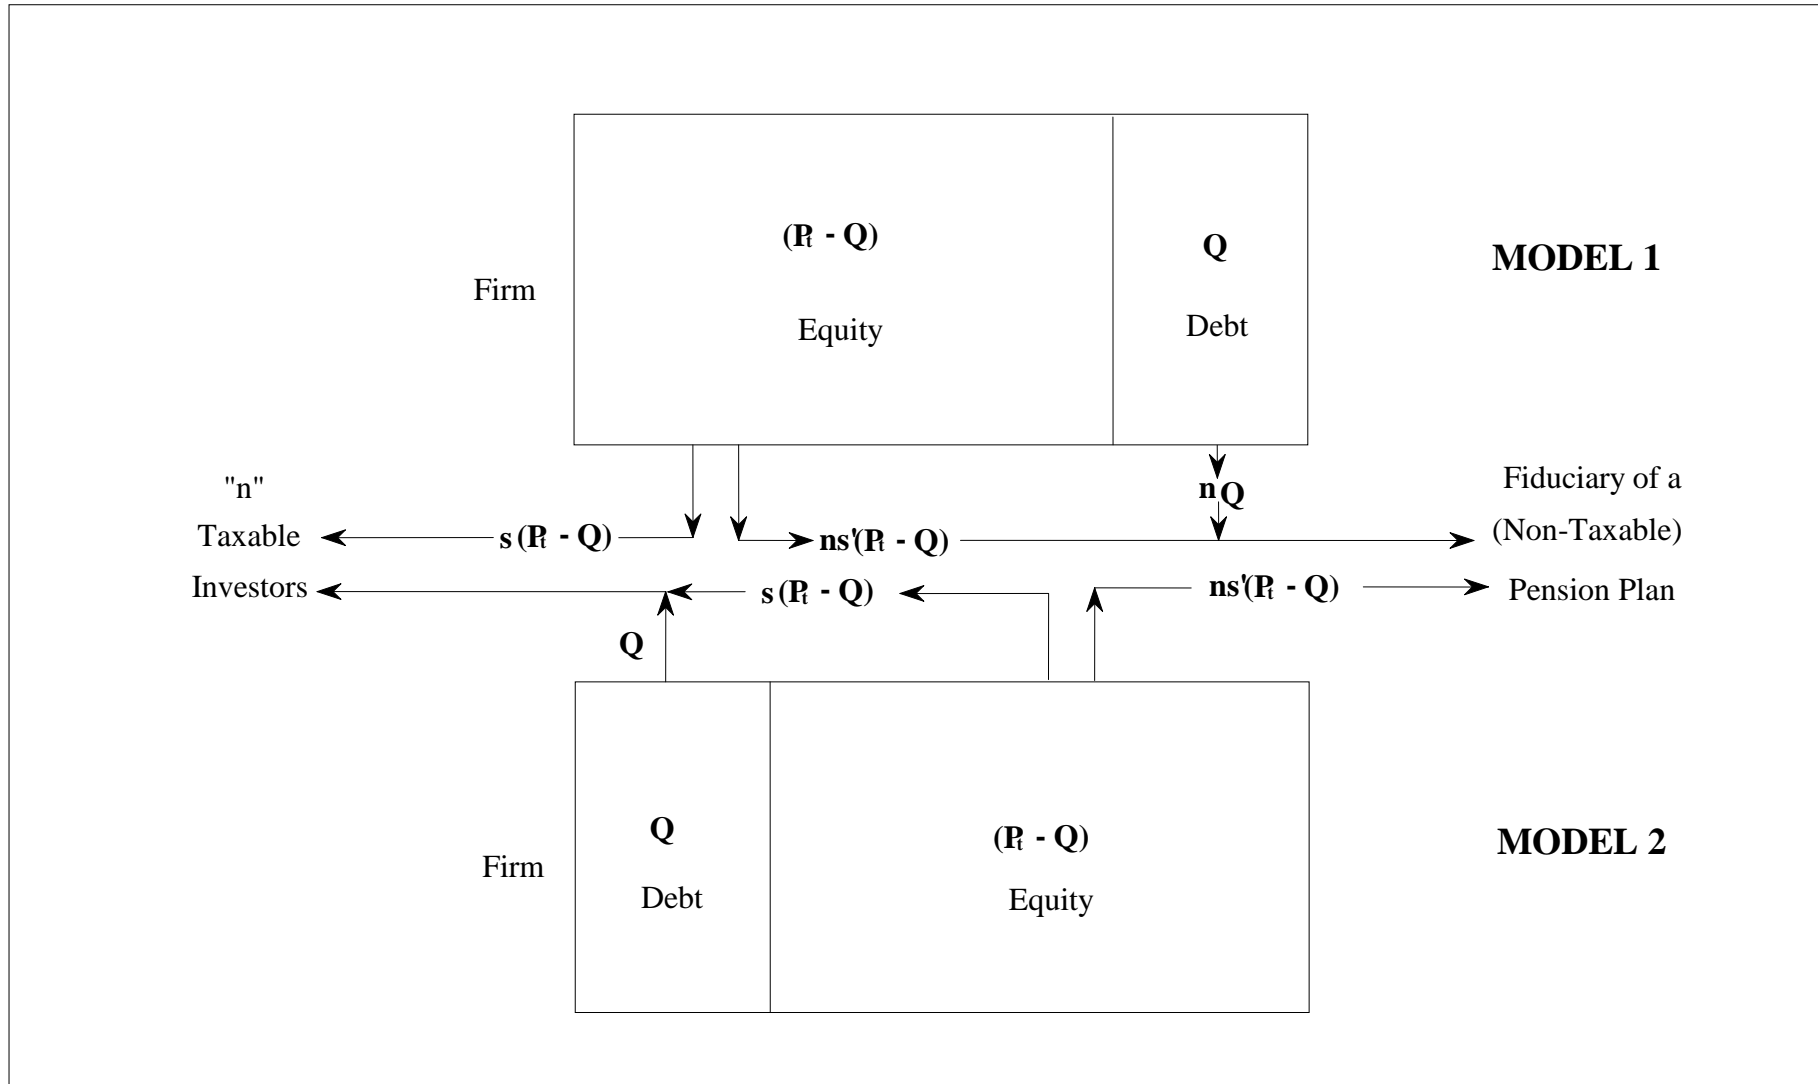 (Pt - Q)
Q
MODEL 1
Firm
Equity
Debt
"n"
Taxable
Investors
s(Pt - Q)
ns'(Pt - Q)
nQ
Fiduciary of a
(Non-Taxable)
Pension Plan
s(Pt - Q)
ns'(Pt - Q)
Q
Q
(Pt - Q)
MODEL 2
Firm
Debt
Equity